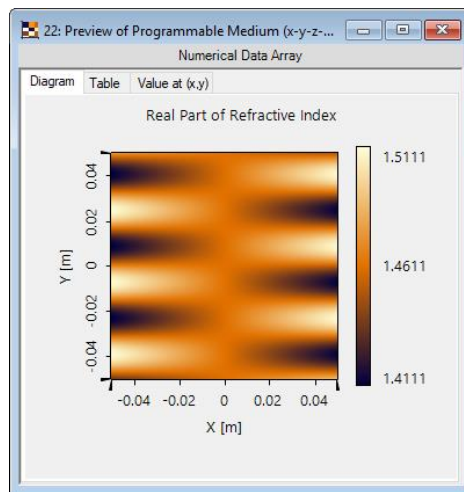 22: Preview of Programmable Medium (x-y-z-...
Numerical Data Array
Diagram Table Value at (x,y)
Real Part of Refractive Index
1.5111
1.4611
1.4111
0.04
0.02
0
-0.02
-0.04
Y [m]
-0.04 -0.02 0 0.02 0.04
X [m]